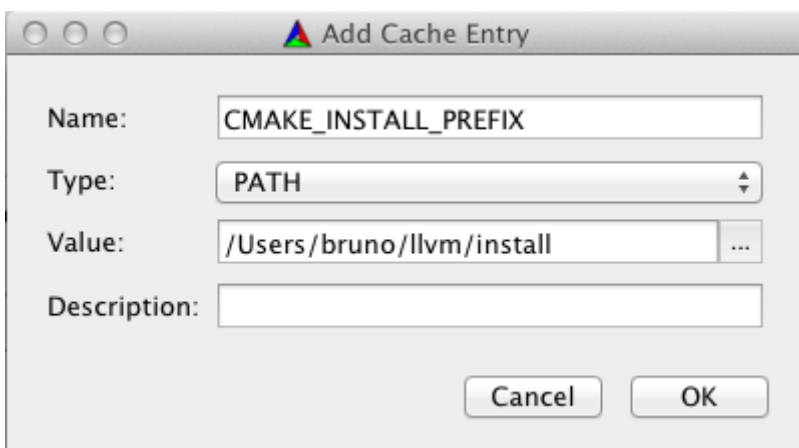 Add Cache Entry
Name: CMAKE_INSTALL_PREFIX
Type: PATH
Value: /Users/bruno/llvm/install ...
Description:
Cancel OK